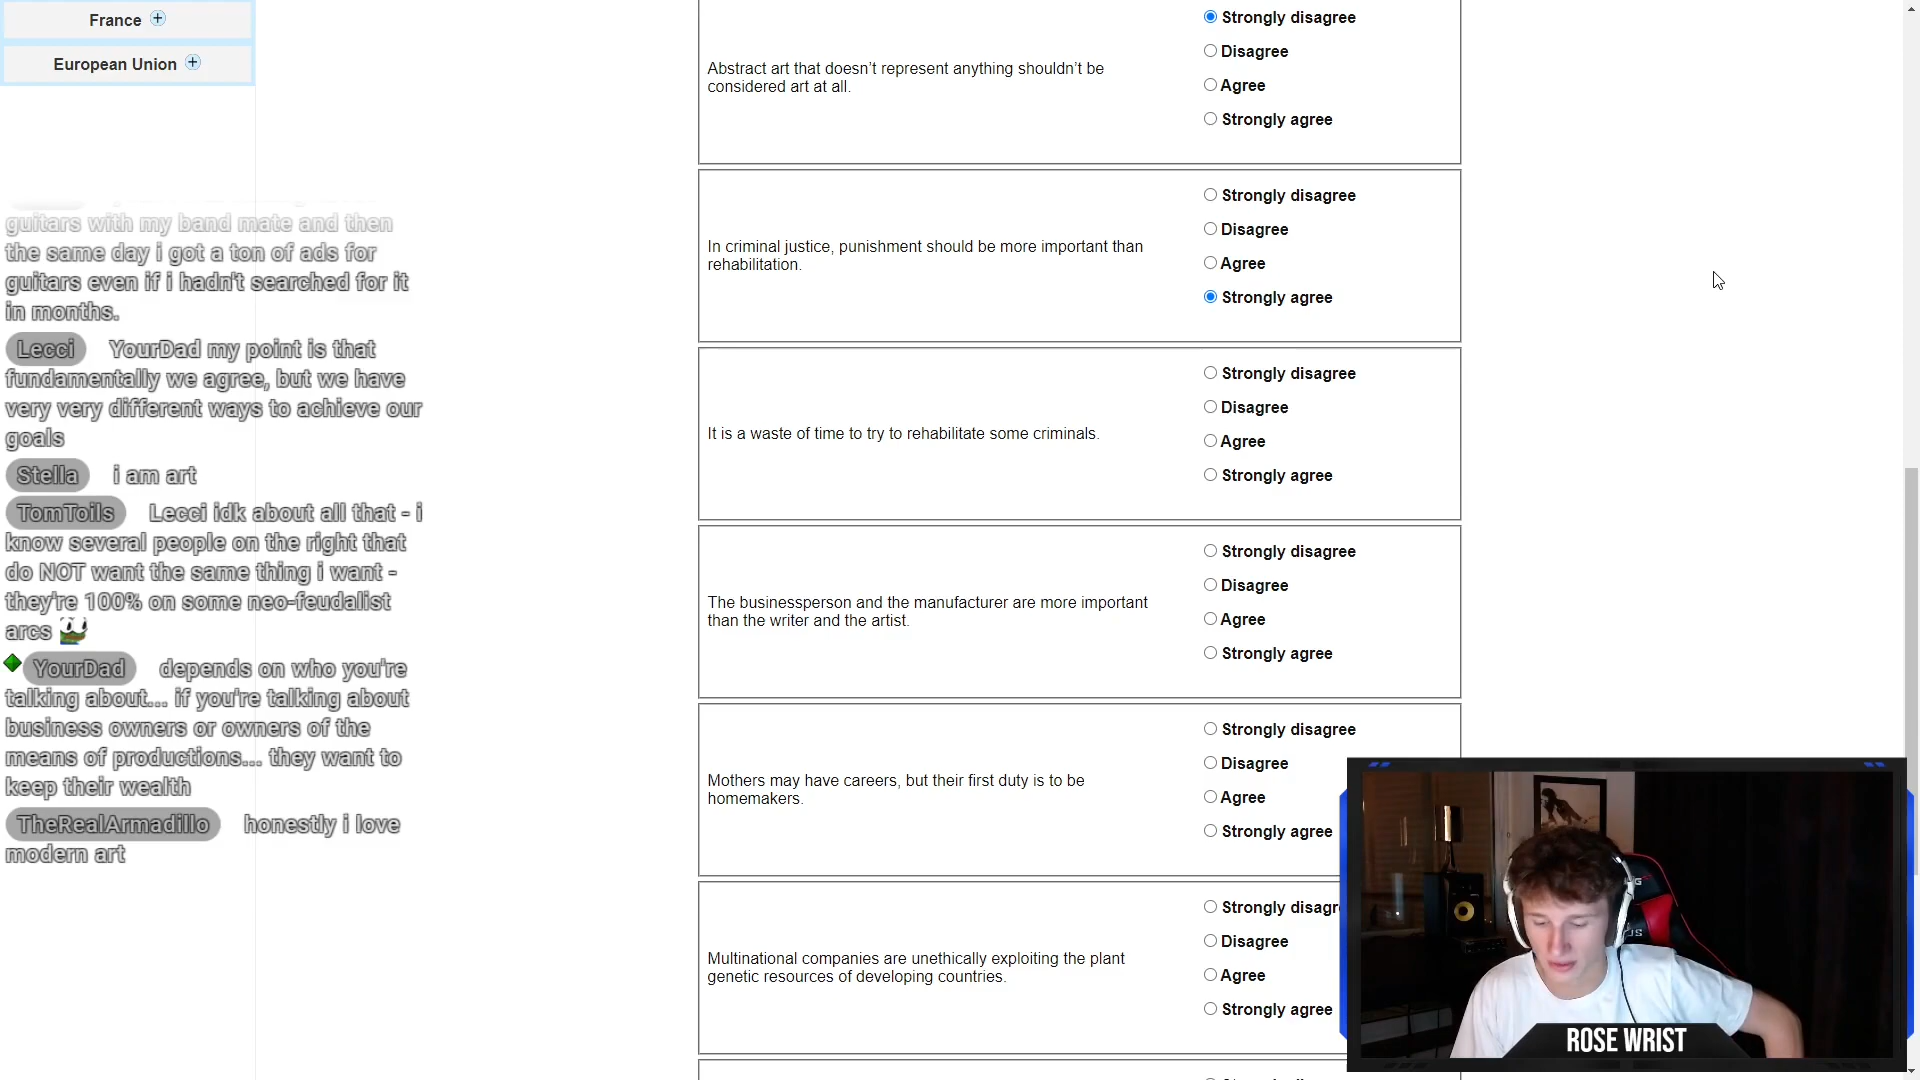 France
European Union
guitars with my band mate and then
the same day i got a ton of ads for
guitars even if i hadn't searched for it
in months.
Lecci YourDad my point is that
fundamentally we agree, but we have
very very different ways to achieve our
goals
Stella i am art
TomToils Lecci idk about all that - i
know several people on the right that
do NOT want the same thing i want -
they're 100% on some neo-feudalist
arcs
YourDad depends on who you're
talking about... if you're talking about
business owners or owners of the
means of productions... they want to
keep their wealth
TheRealArmadillo honestly i love
modern art
Abstract art that doesn't represent anything shouldn't be
considered art at all.
Strongly disagree
Disagree
Agree
Strongly agree
In criminal justice, punishment should be more important than
rehabilitation.
Strongly disagree
Disagree
Agree
Strongly agree
It is a waste of time to try to rehabilitate some criminals.
Strongly disagree
Disagree
Agree
Strongly agree
The businessperson and the manufacturer are more important
than the writer and the artist.
Strongly disagree
Disagree
Agree
Strongly agree
Mothers may have careers, but their first duty is to be
homemakers.
Strongly disagree
Disagree
Agree
Strongly agree
Multinational companies are unethically exploiting the plant
genetic resources of developing countries.
Strongly disagr
Disagree
Agree
Strongly agree
ROSE WRIST